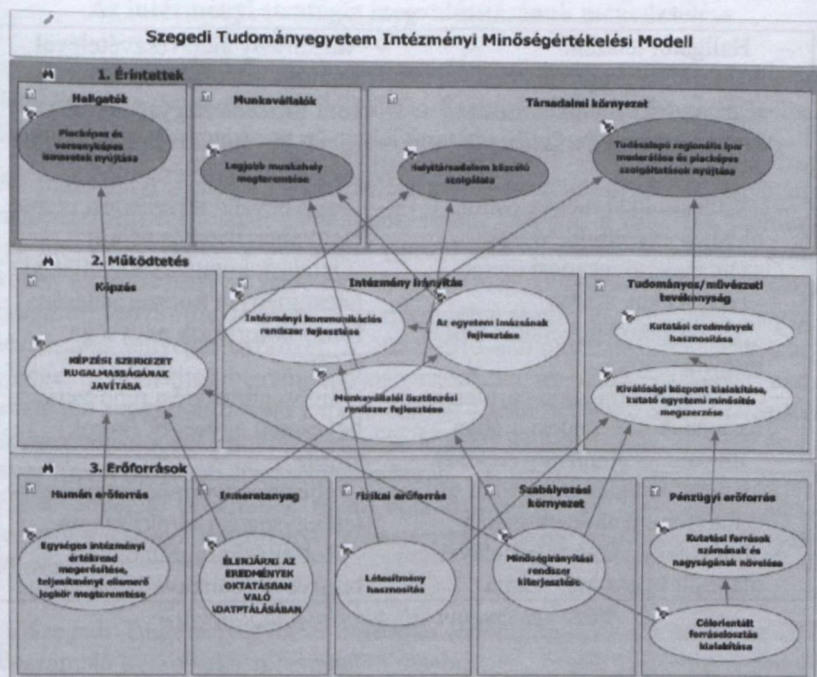 Szegedi Tudományegyetem Intézményi Minőségértékelési Modell
1. Érintettek
Hallgatók
Munkavállalók
Társadalmi környezet
Piacképes és
versenyképes
ismeretek nyújtása
Legjobb munkahely
megteremtése
Helyi társadalom közcélú
szolgálata
Tudásalapú regionális ipar
moderálása és piacképes
szolgáltatások nyújtása
2. Működtetés
Képzés
Intézmény irányítás
Tudományos/művészeti
tevékenység
Intézményi kommunikációs
rendszer fejlesztése
Az egyetem imázsának
fejlesztése
Kutatási eredmények
hasznosítása
KÉPZÉSI SZERKEZET
RUGALMASSÁGÁNAK
JAVÍTÁSA
Munkavállalói ösztönzési
rendszer fejlesztése
Kiválósági központ kialakítása,
kutató egyetemi minősítés
megszerzése
3. Erőforrások
Humán erőforrás
Ismeretanyag
Fizikai erőforrás
Szabályozási
környezet
Pénzügyi erőforrás
Egységes intézményi
értékrend
megerősítése,
teljesítményt elismerő
legkör megteremtése
ÉLENJÁRNI AZ
EREDMÉNYEK
OKTATÁSBAN
VALÓ
ADATPTÁLÁSÁBAN
Létesítmény
hasznosítás
Minőségirányítási
rendszer
kiterjesztése
Kutatási források
számának és
nagyságának növelése
Célorientált
forráselosztás
kialakítása